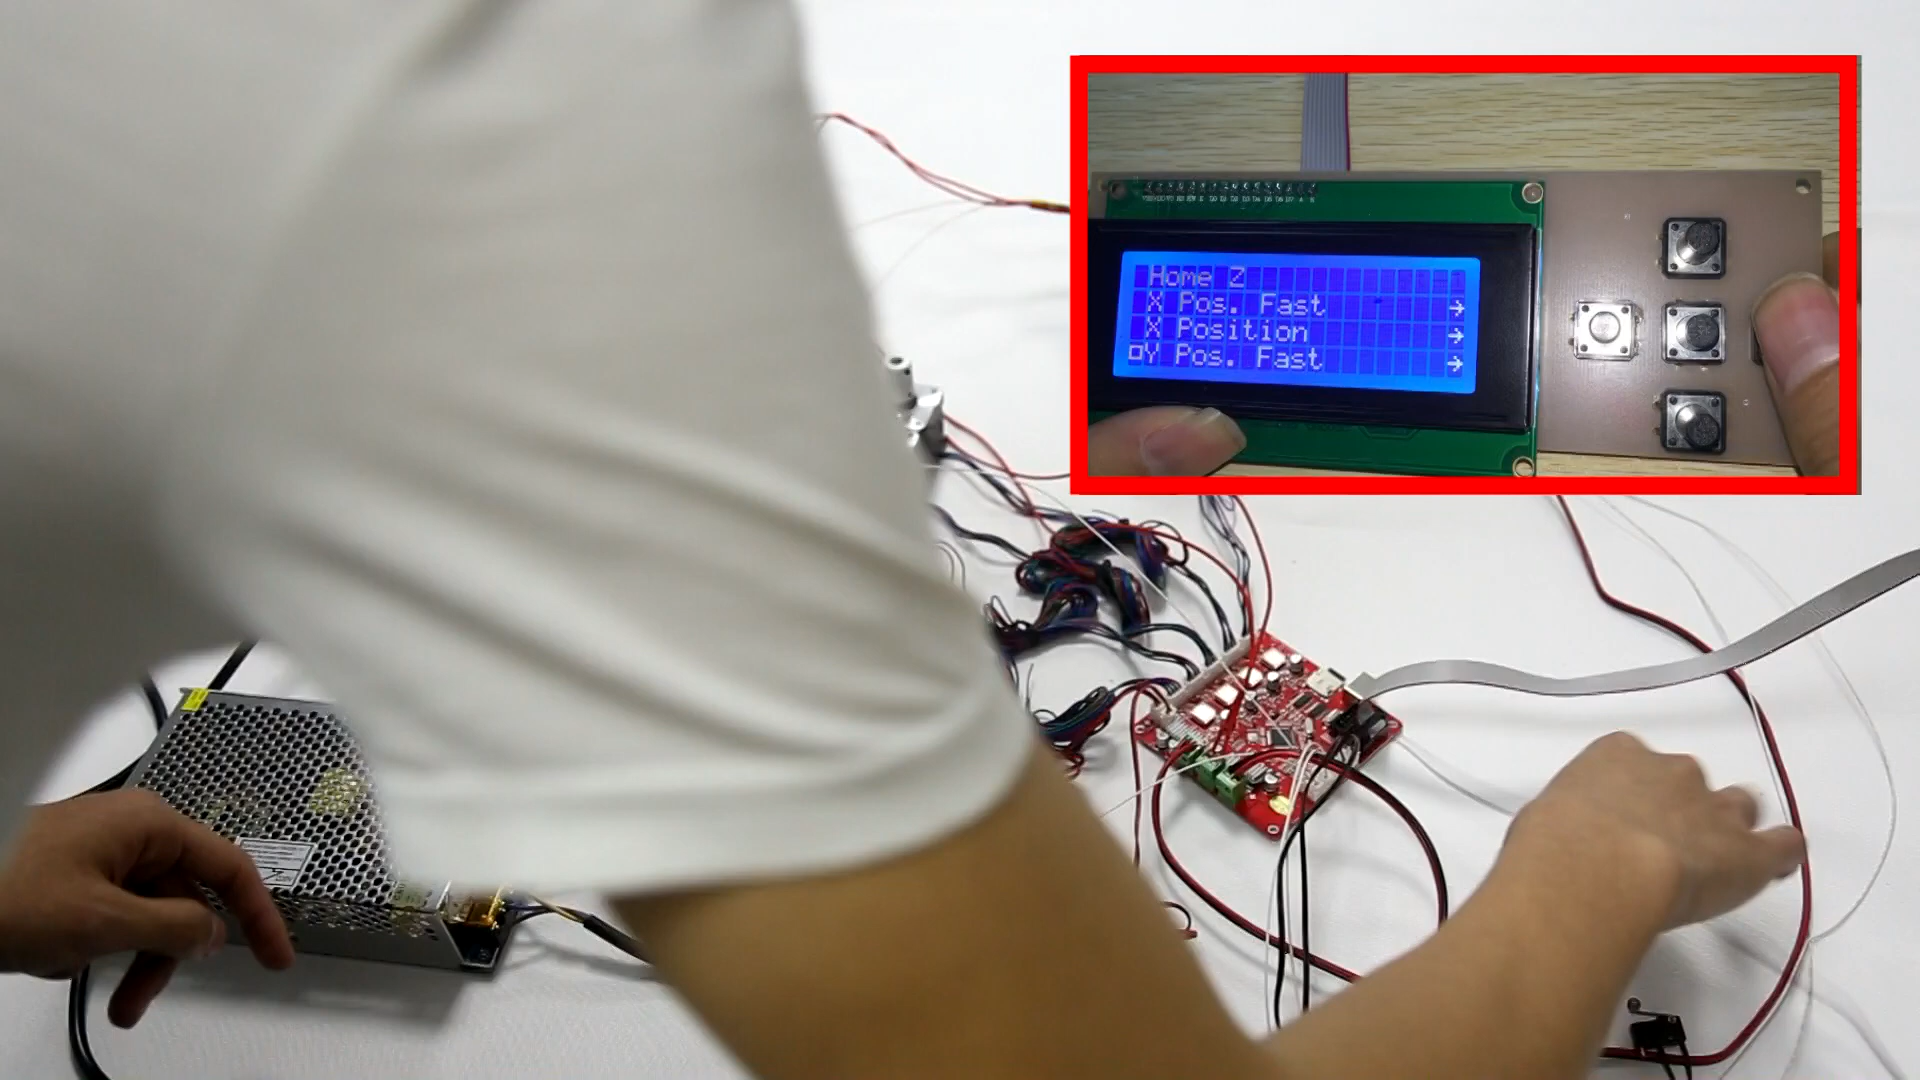 Home Z
X Pos. Fast →
X Position →
Y Pos. Fast →